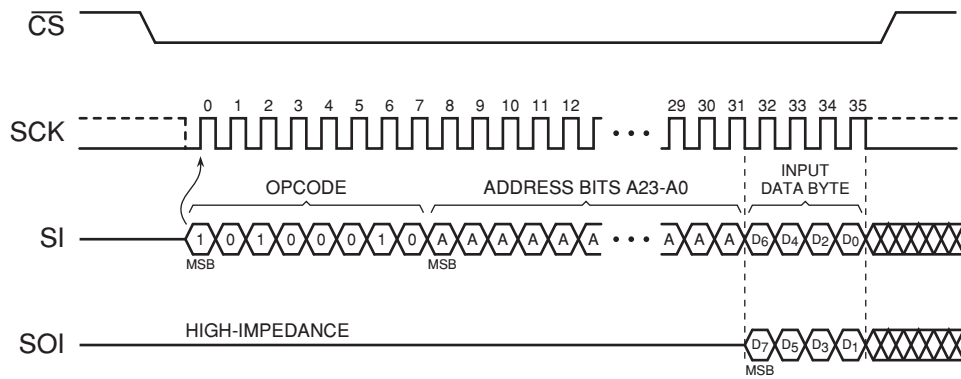 CS
0 1 2 3 4 5 6 7 8 9 10 11 12 29 30 31 32 33 34 35
SCK
• • •
OPCODE ADDRESS BITS A23-A0 INPUT
DATA BYTE
SI 1 0 1 0 0 0 1 0 A A A A A A • • • A A A D6 D4 D2 D0
MSB MSB
HIGH-IMPEDANCE
SOI D7 D5 D3 D1
MSB